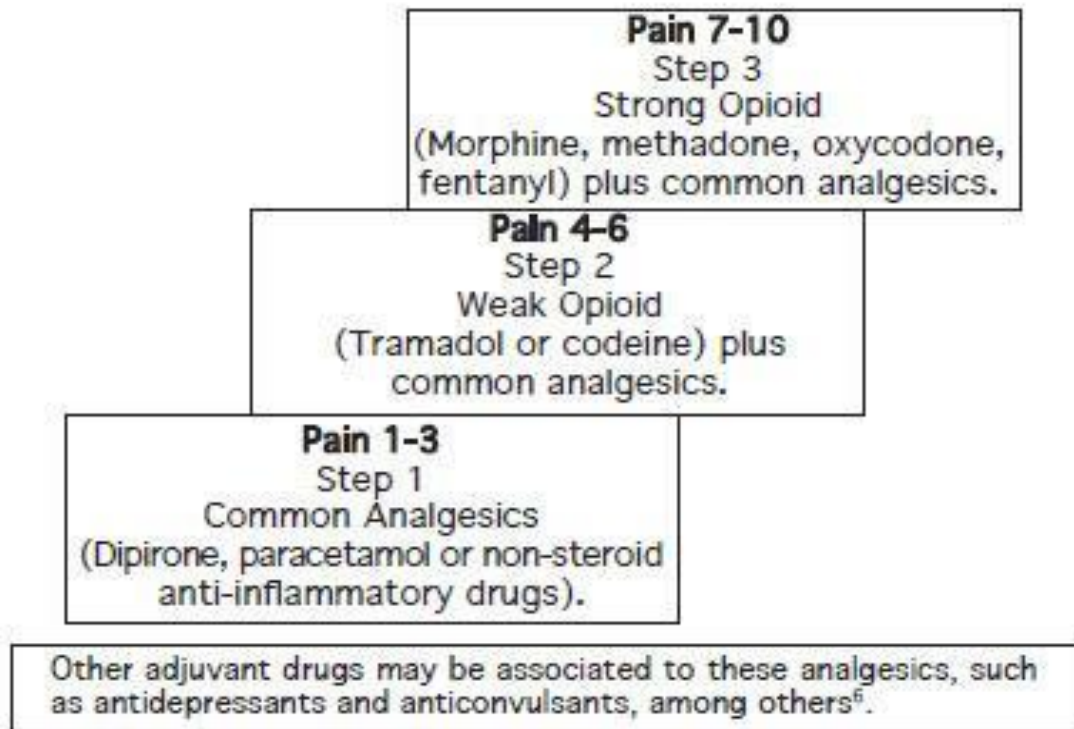 Pain 7-10
Step 3
Strong Opioid
(Morphine, methadone, oxycodone,
fentanyl) plus common analgesics.
Pain 4-6
Step 2
Weak Opioid
(Tramadol or codeine) plus
common analgesics.
Pain 1-3
Step 1
Common Analgesics
(Dipirone, paracetamol or non-steroid
anti-inflammatory drugs).
Other adjuvant drugs may be associated to these analgesics, such
as antidepressants and anticonvulsants, among others⁶.